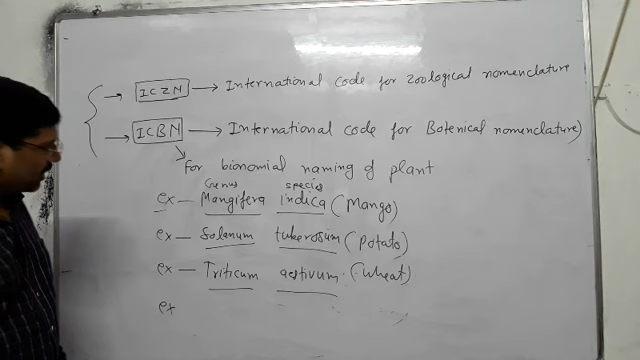 → ICZN → International code for zoological nomenclature
→ ICBN → International code for Botenical nomenclature)
For bionomial naming of plant
Genus species
ex — Mangifera indica (Mango)
ex — Solanum tuberosum (Potato)
ex — Triticum aestivum. (Wheat)
ex